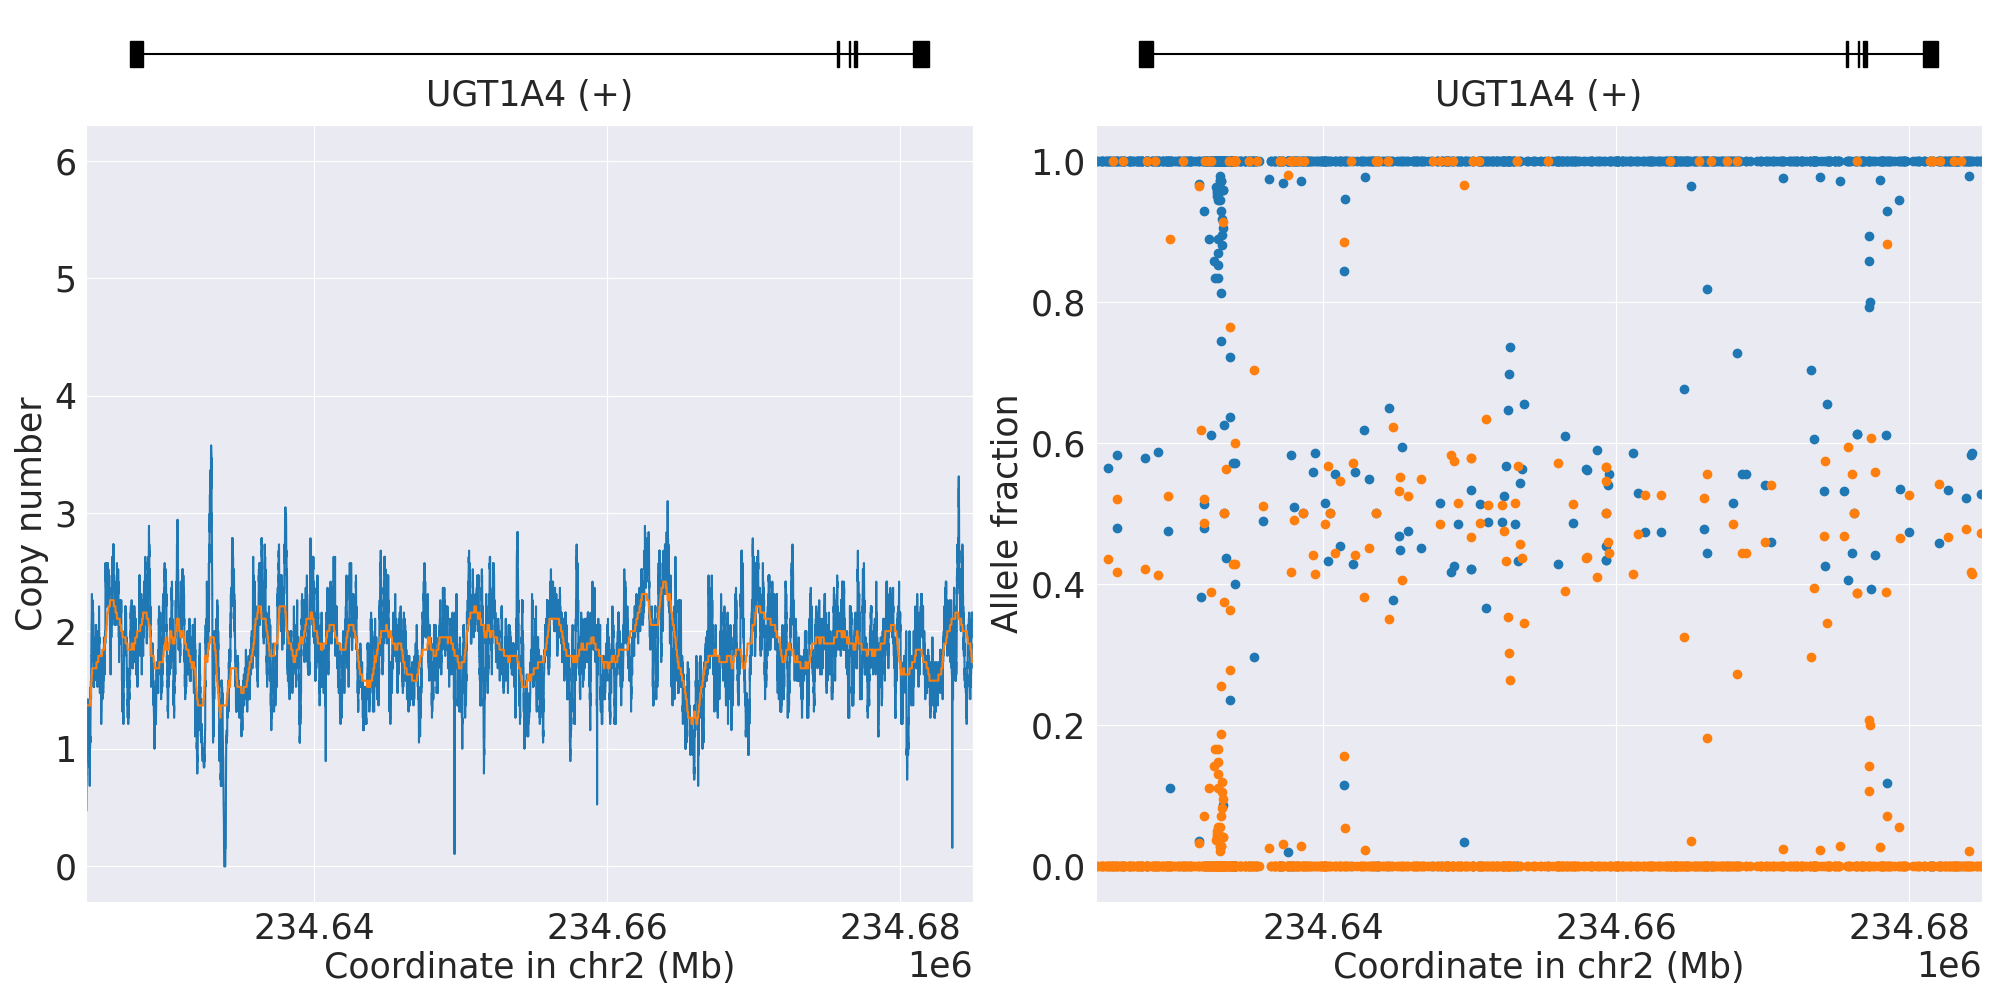 UGT1A4 (+)
6
5
4
3
2
1
0
Copy number
234.64 234.66 234.68
1e6
Coordinate in chr2 (Mb)
UGT1A4 (+)
1.0
0.8
0.6
0.4
0.2
0.0
Allele fraction
234.64 234.66 234.68
1e6
Coordinate in chr2 (Mb)